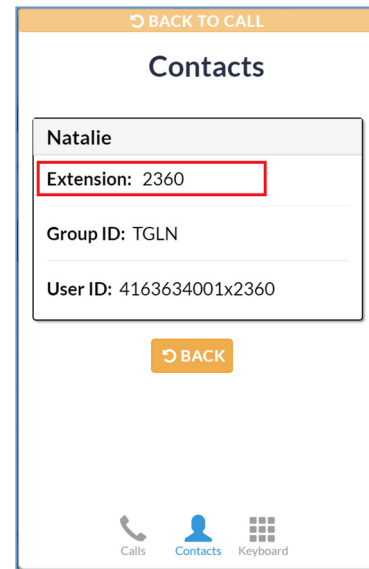 BACK TO CALL
Contacts
Natalie
Extension: 2360
Group ID: TGLN
User ID: 4163634001x2360
BACK
Calls Contacts Keyboard